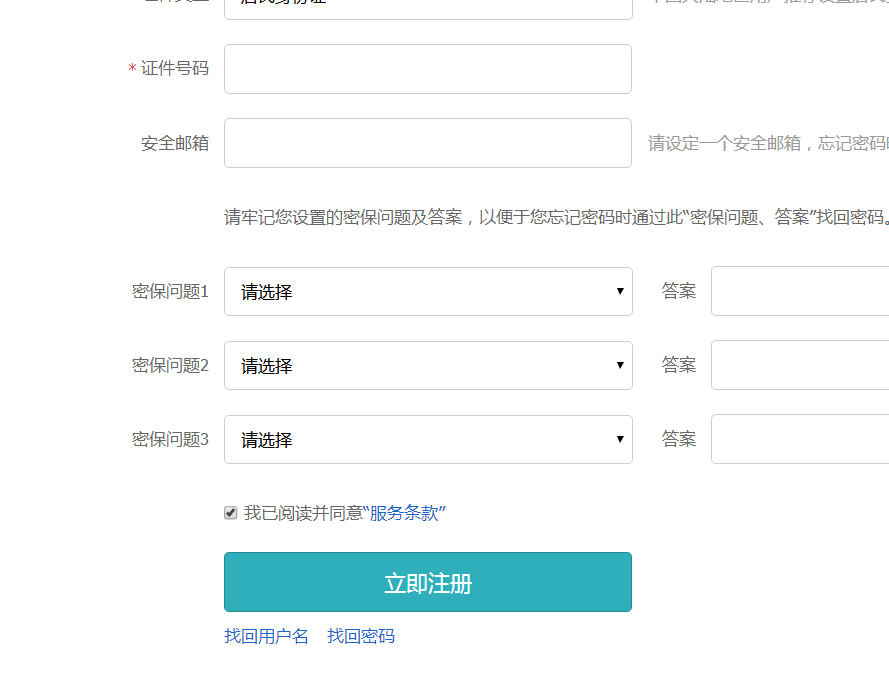 居民身份证
* 证件号码
安全邮箱 请设定一个安全邮箱，忘记密码
请牢记您设置的密保问题及答案，以便于您忘记密码时通过此“密保问题、答案”找回密码。
密保问题1 请选择 答案
密保问题2 请选择 答案
密保问题3 请选择 答案
我已阅读并同意“服务条款”
立即注册
找回用户名 找回密码